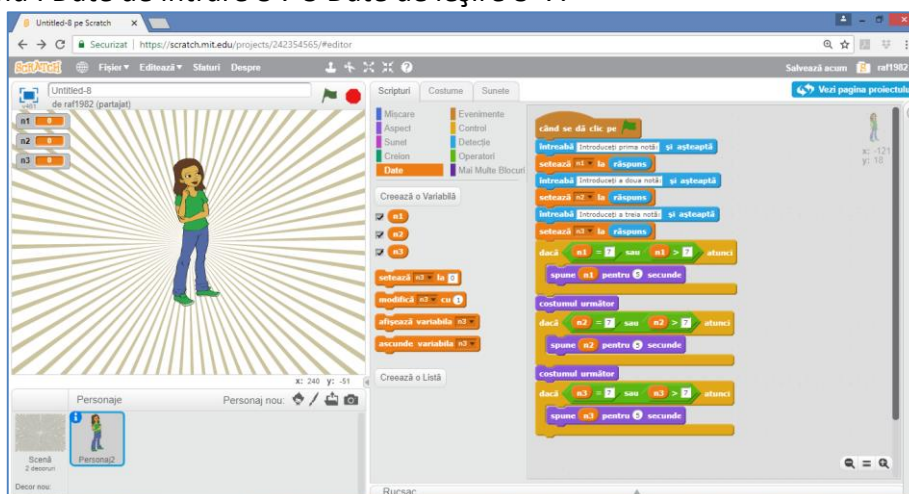 Untitled-8 pe Scratch
Securizat | https://scratch.mit.edu/projects/242354565/#editor
SCRATCH Fișier Editează Sfaturi Despre Salvează acum raf1982
Untitled-8
de raf1982 (partajat)
v461
n1 0
n2 0
n3 0
x: 240 y: -51
Personaje Personaj nou:
Scenă
2 decoruri
Personaj2
Decor nou:
Scripturi Costume Sunete
Vezi pagina proiectulu
Mișcare Evenimente
Aspect Control
Sunet Detecție
Creion Operatori
Date Mai Multe Blocuri
Creează o Variabilă
n1
n2
n3
setează n3 la 0
modifică n3 cu 1
afișează variabila n3
ascunde variabila n3
Creează o Listă
când se dă clic pe
întreabă Introduceți prima notă: și așteaptă
setează n1 la răspuns
întreabă Introduceți a doua notă: și așteaptă
setează n2 la răspuns
întreabă Introduceți a treia notă: și așteaptă
setează n3 la răspuns
dacă n1 = 7 sau n1 > 7 atunci
spune n1 pentru 5 secunde
costumul următor
dacă n2 = 7 sau n2 > 7 atunci
spune n2 pentru 5 secunde
costumul următor
dacă n3 = 7 sau n3 > 7 atunci
spune n3 pentru 5 secunde
x: -121
y: 18
Rucsac